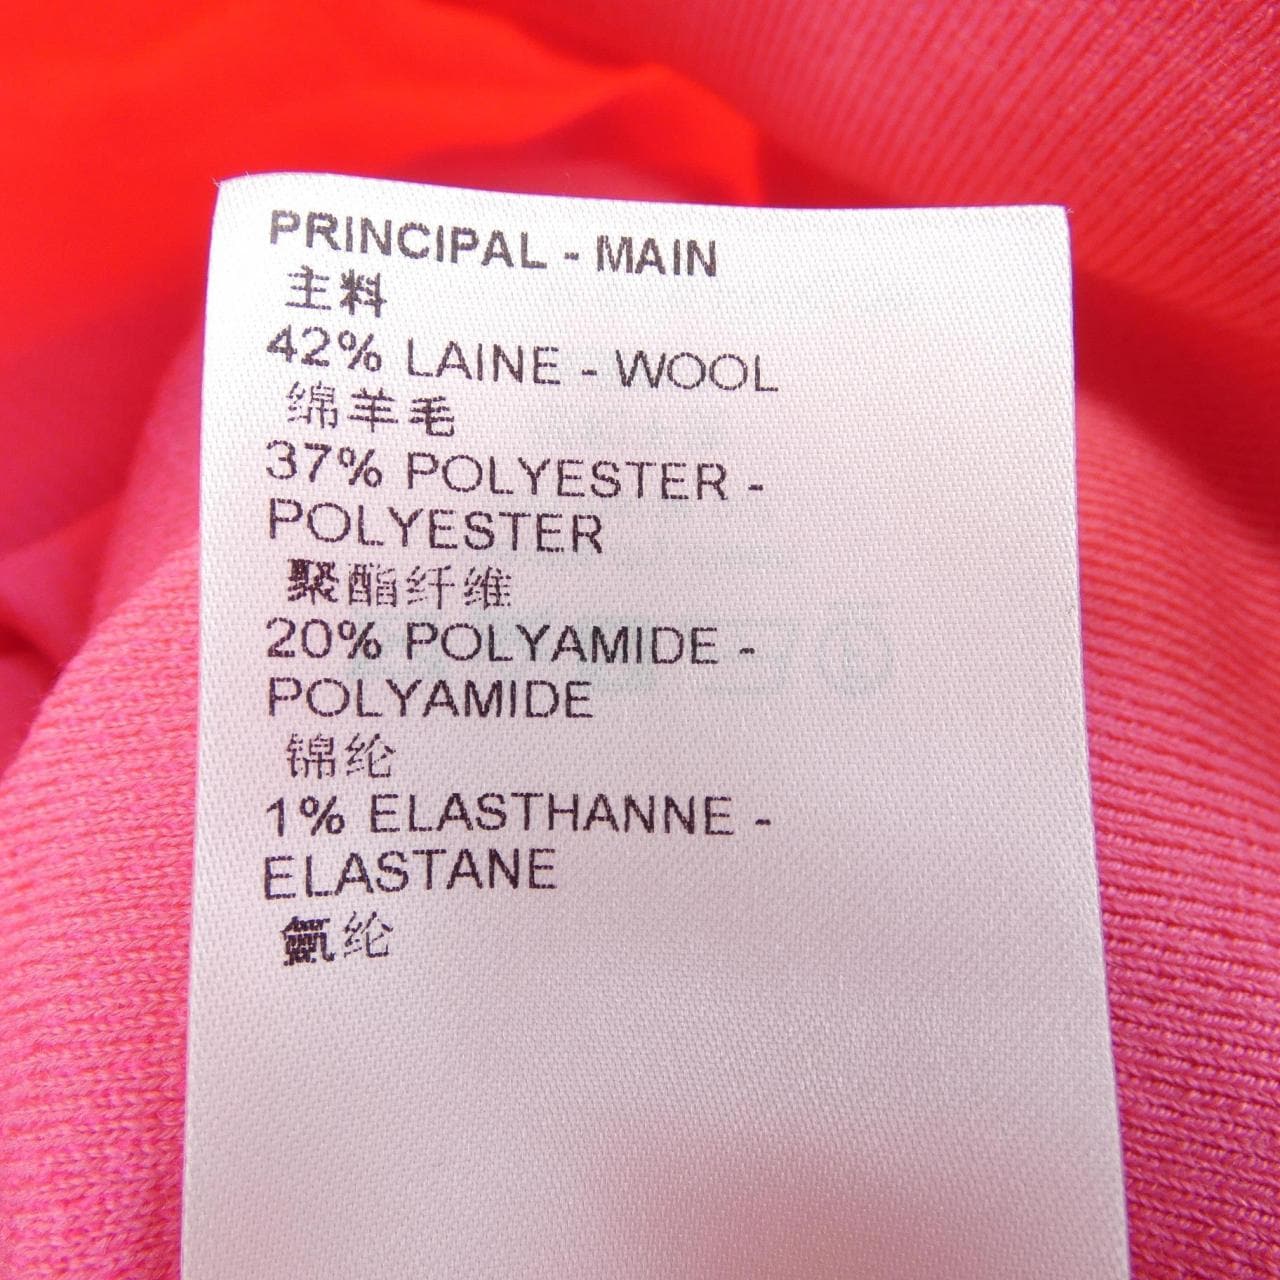 PRINCIPAL - MAIN
主料
42% LAINE - WOOL
绵羊毛
37% POLYESTER -
POLYESTER
聚酯纤维
20% POLYAMIDE -
POLYAMIDE
锦纶
1% ELASTHANNE -
ELASTANE
氨纶